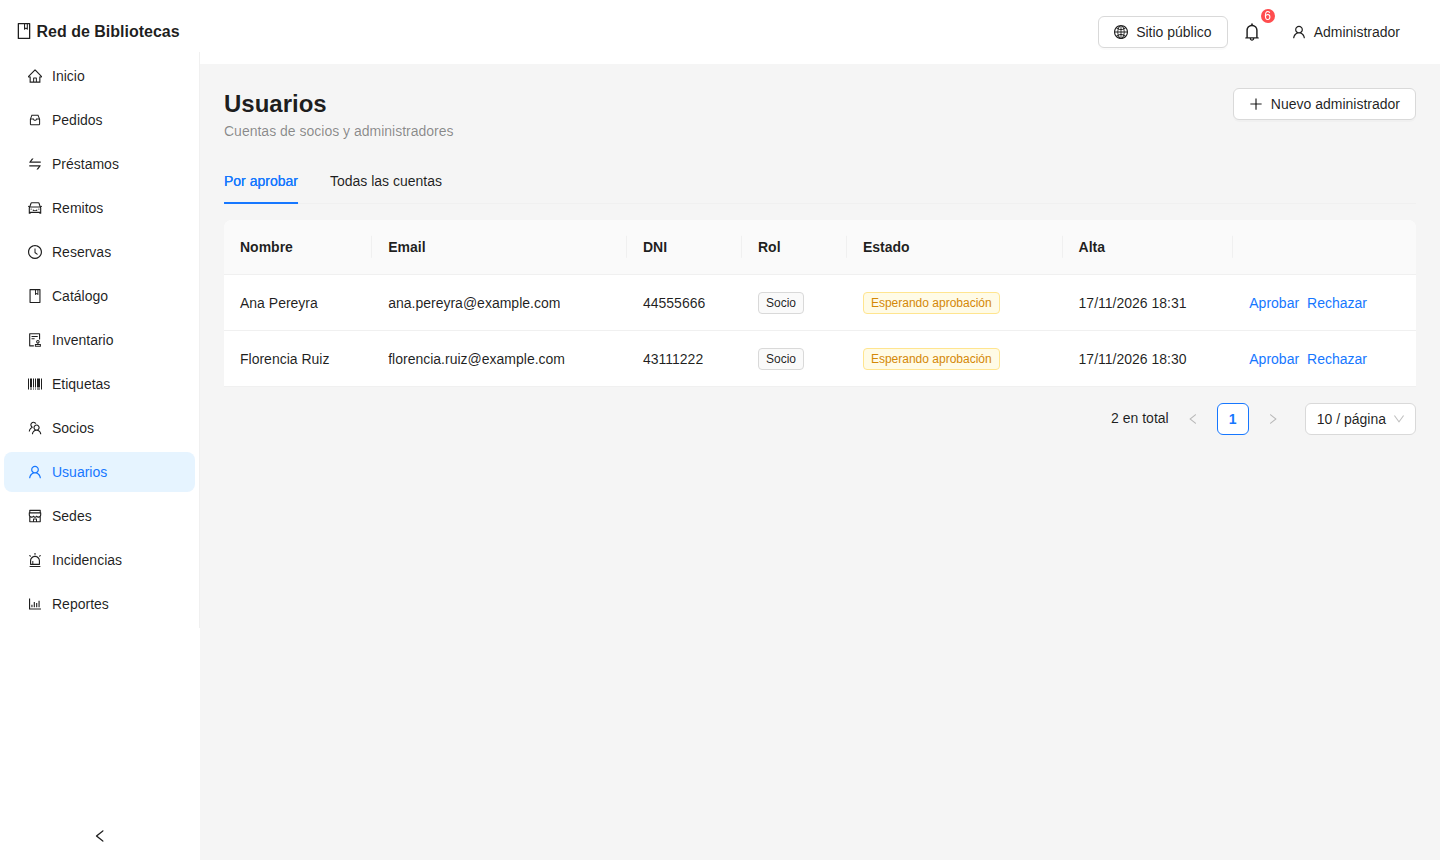 Red de Bibliotecas
Sitio público
6
Administrador
Inicio
Pedidos
Préstamos
Remitos
Reservas
Catálogo
Inventario
Etiquetas
Socios
Usuarios
Sedes
Incidencias
Reportes
Usuarios
Nuevo administrador
Cuentas de socios y administradores
Por aprobar Todas las cuentas
Nombre Email DNI Rol Estado Alta
Ana Pereyra ana.pereyra@example.com 44555666 Socio Esperando aprobación 17/11/2026 18:31 Aprobar Rechazar
Florencia Ruiz florencia.ruiz@example.com 43111222 Socio Esperando aprobación 17/11/2026 18:30 Aprobar Rechazar
2 en total 1 10 / página